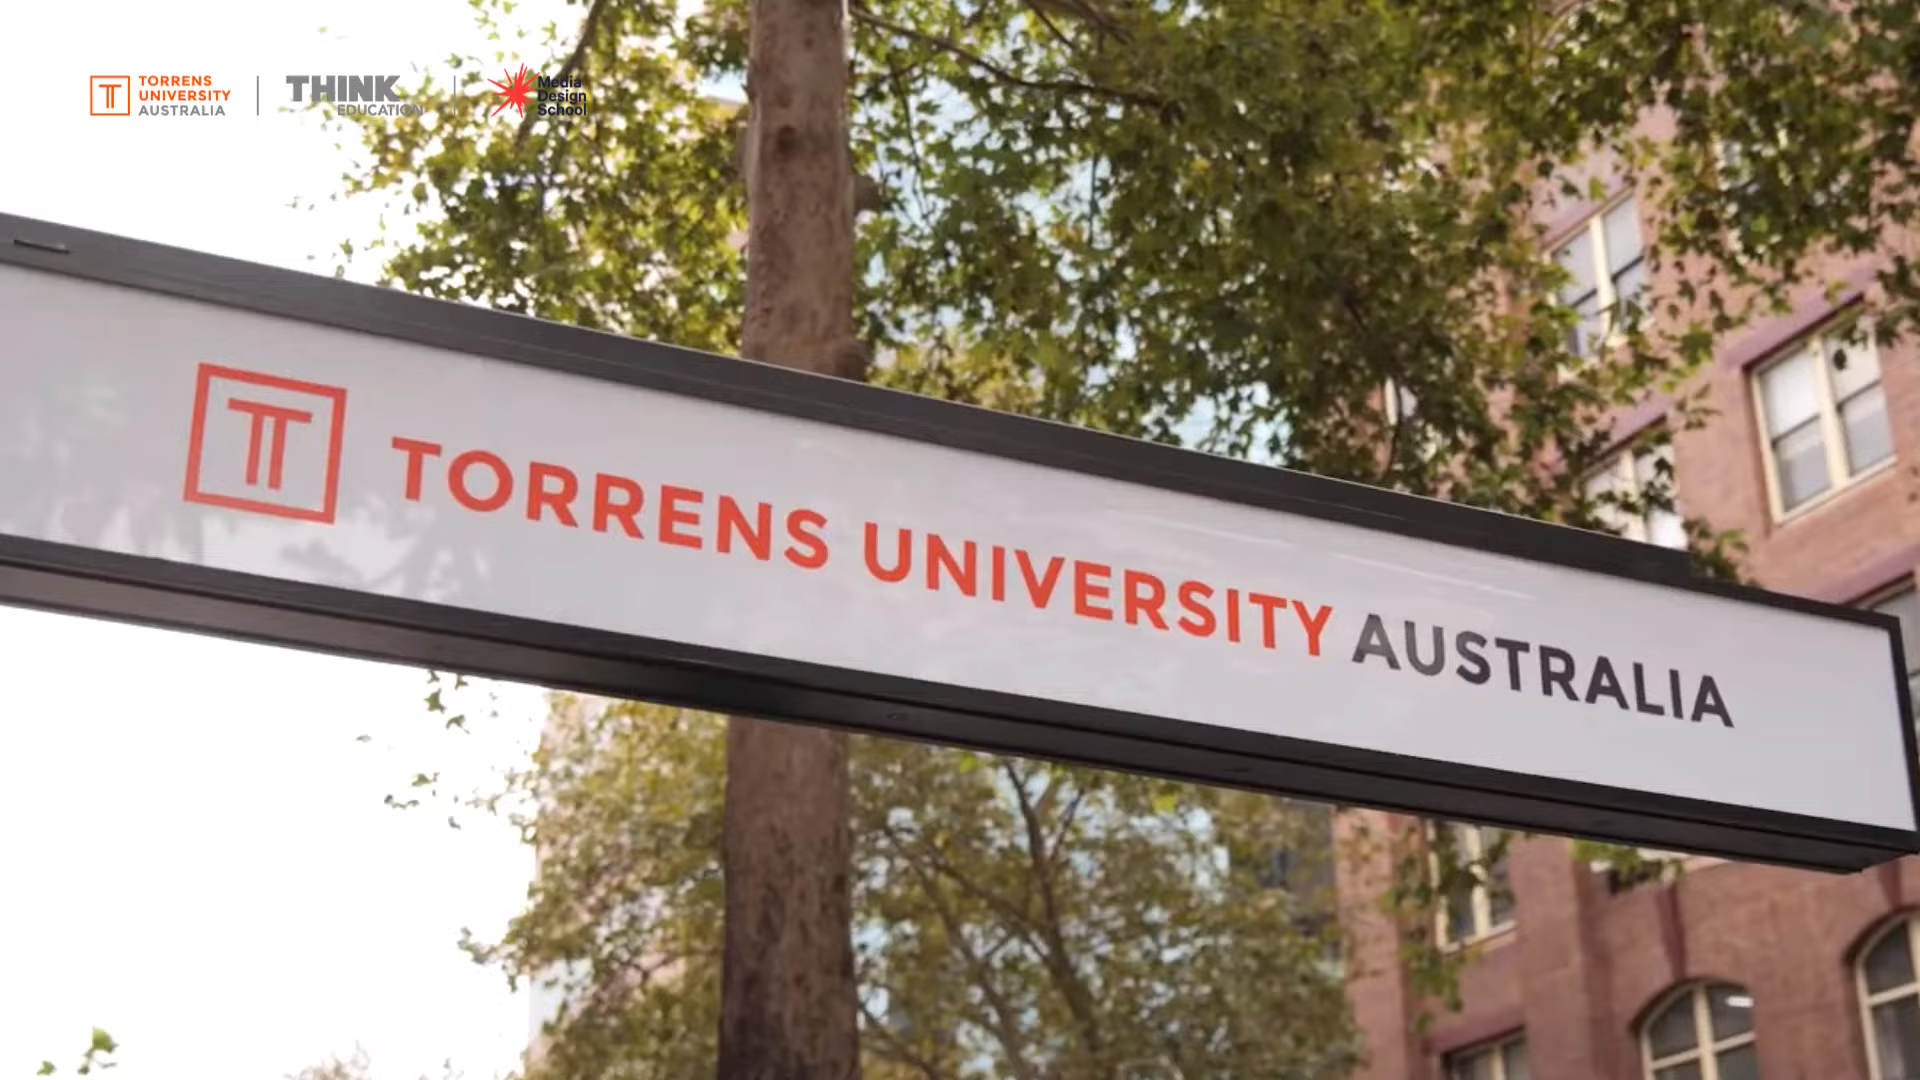 TORRENS
UNIVERSITY
AUSTRALIA
THINK
EDUCATION
Media
Design
School
TORRENS UNIVERSITY AUSTRALIA